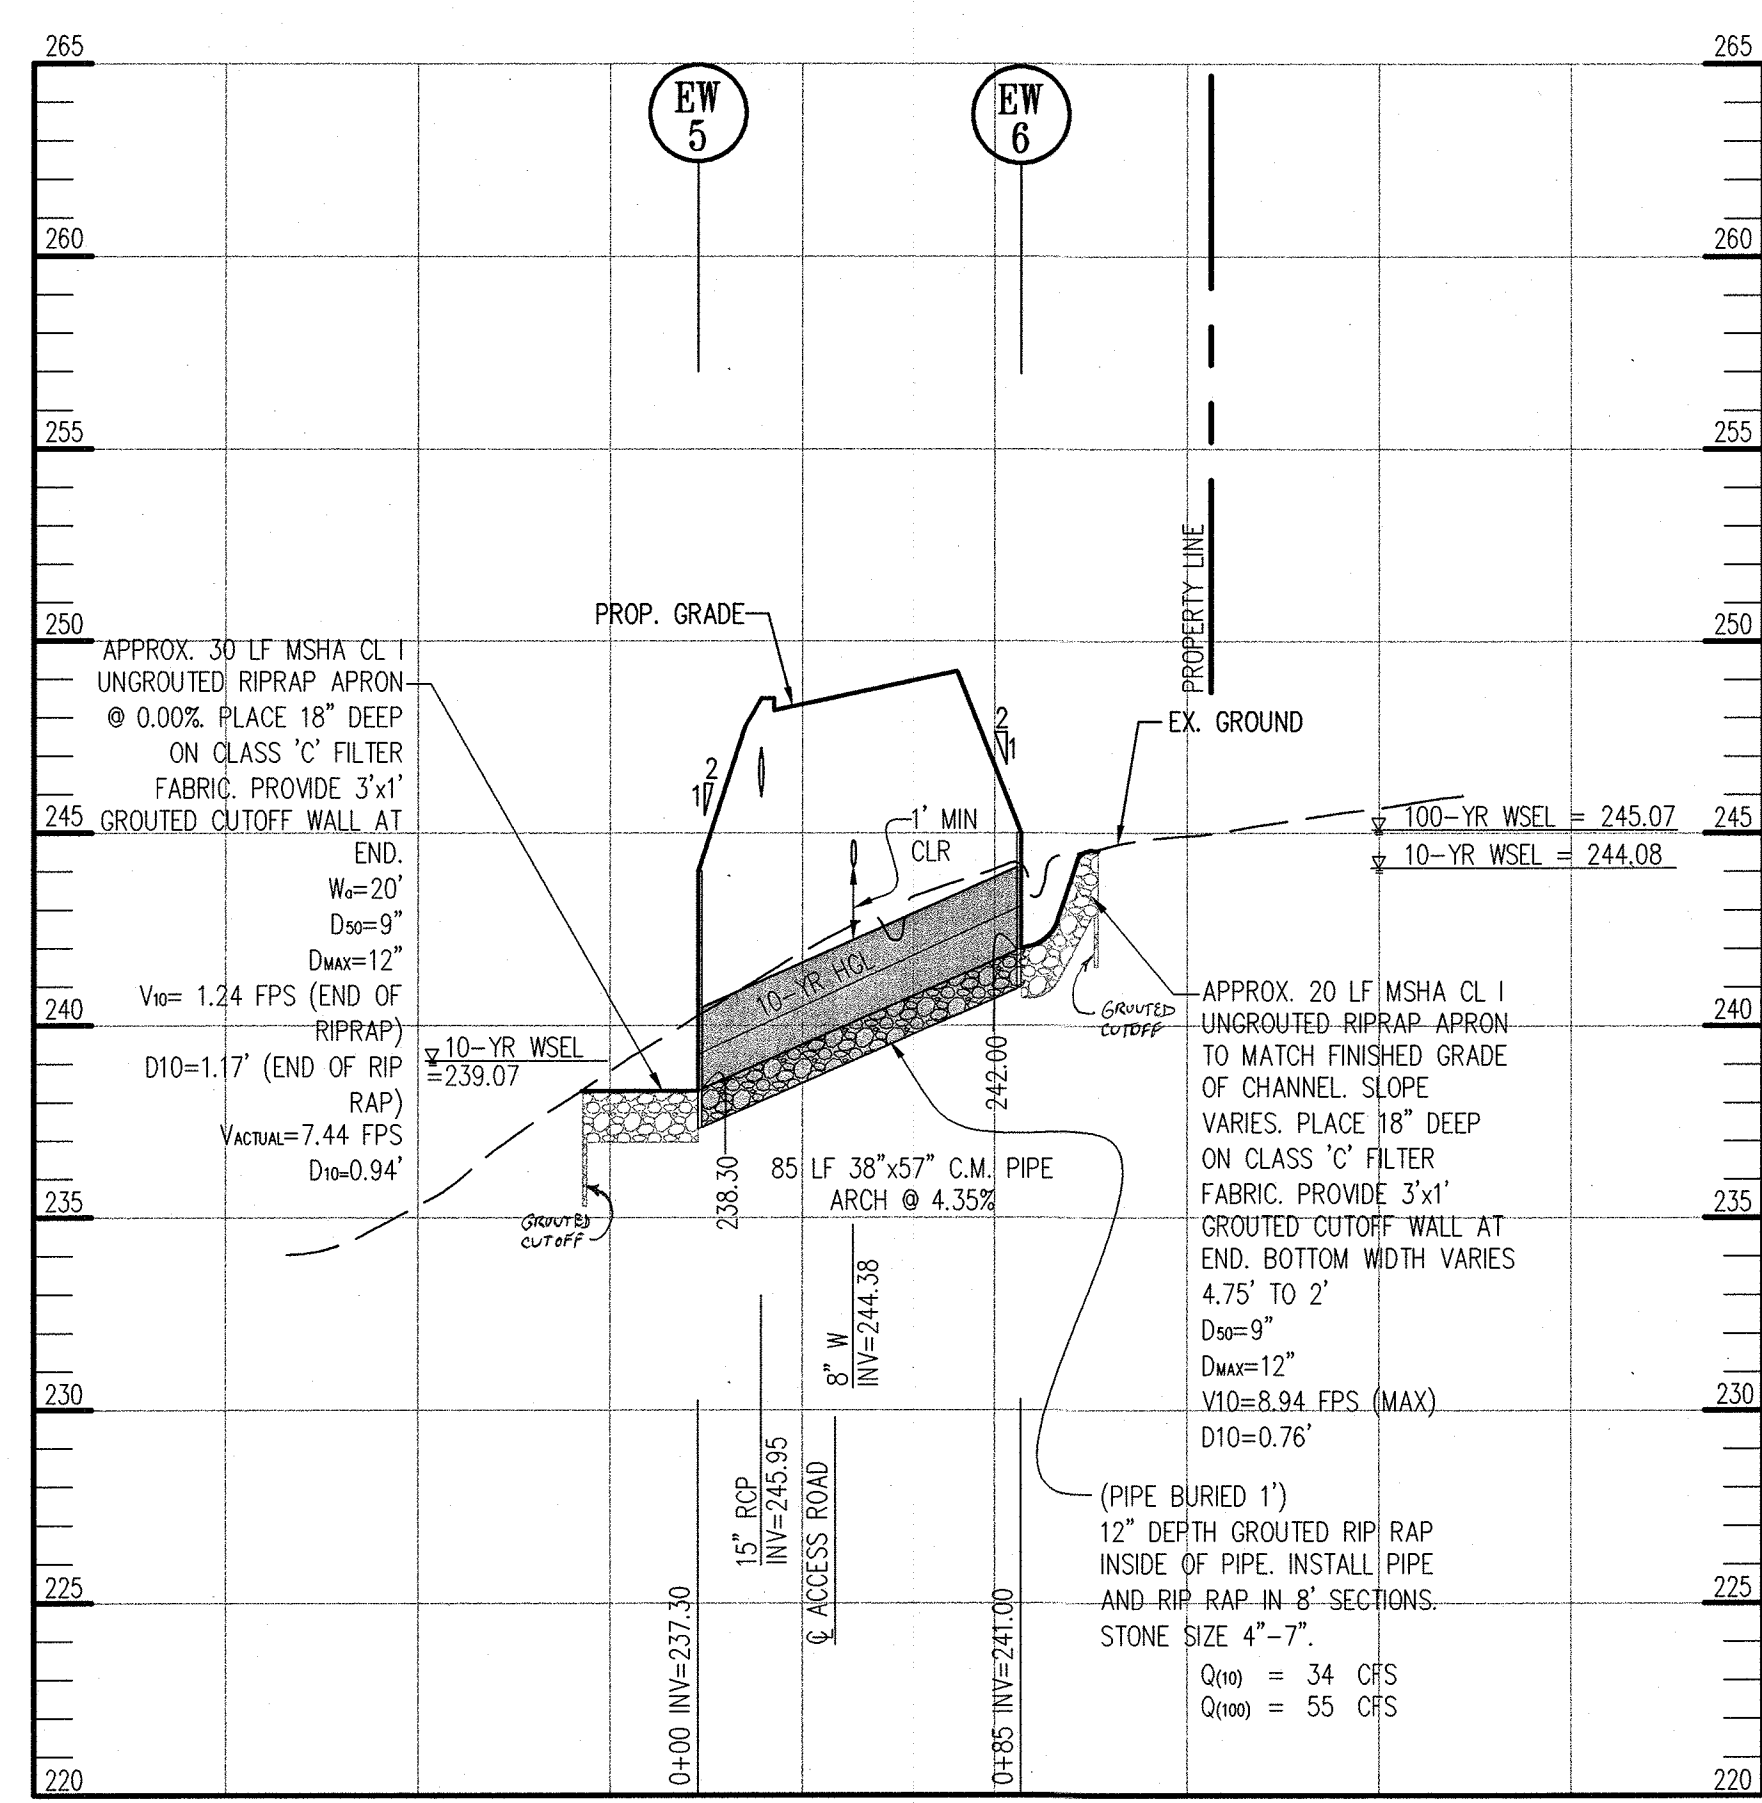 265
265
EW
5
EW
6
260
260
255
255
PROPERTY LINE
PROP. GRADE
250
250
APPROX. 30 LF MSHA CL I
UNGROUTED RIPRAP APRON
@ 0.00%. PLACE 18" DEEP
ON CLASS 'C' FILTER
FABRIC. PROVIDE 3'x1'
GROUTED CUTOFF WALL AT
END.
Wa=20'
D50=9"
DMAX=12"
V10= 1.24 FPS (END OF
RIPRAP)
D10=1.17' (END OF RIP
RAP)
VACTUAL=7.44 FPS
D10=0.94'
2
1
2
1
EX. GROUND
1' MIN
CLR
245
245
100-YR WSEL = 245.07
10-YR WSEL = 244.08
10-YR HGL
240
240
10-YR WSEL
=239.07
GROUTED
CUTOFF
242.00
238.30
APPROX. 20 LF MSHA CL I
UNGROUTED RIPRAP APRON
TO MATCH FINISHED GRADE
OF CHANNEL. SLOPE
VARIES. PLACE 18" DEEP
ON CLASS 'C' FILTER
FABRIC. PROVIDE 3'x1'
GROUTED CUTOFF WALL AT
END. BOTTOM WIDTH VARIES
4.75' TO 2'
D50=9"
DMAX=12"
V10=8.94 FPS (MAX)
D10=0.76'
85 LF 38"x57" C.M. PIPE
ARCH @ 4.35%
235
235
GROUTED
CUTOFF
8" W
INV=244.38
230
230
15" RCP
INV=245.95
℄ ACCESS ROAD
(PIPE BURIED 1')
12" DEPTH GROUTED RIP RAP
INSIDE OF PIPE. INSTALL PIPE
AND RIP RAP IN 8' SECTIONS.
STONE SIZE 4"-7".
Q(10) = 34 CFS
Q(100) = 55 CFS
225
225
0+00 INV=237.30
0+85 INV=241.00
220
220